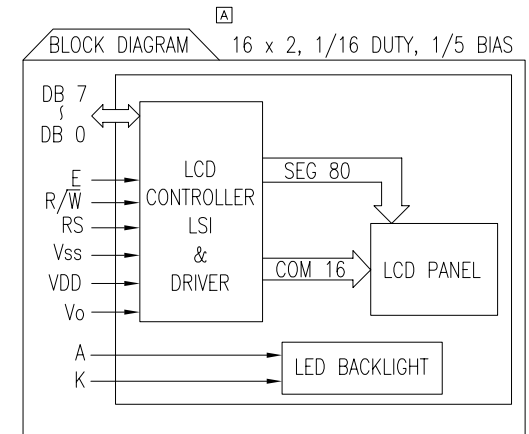 A
BLOCK DIAGRAM 16 x 2, 1/16 DUTY, 1/5 BIAS
DB 7
∫
DB 0
E
R/W̅
RS
Vss
VDD
Vo
A
K
LCD
CONTROLLER
LSI
&
DRIVER
SEG 80
COM 16
LCD PANEL
LED BACKLIGHT